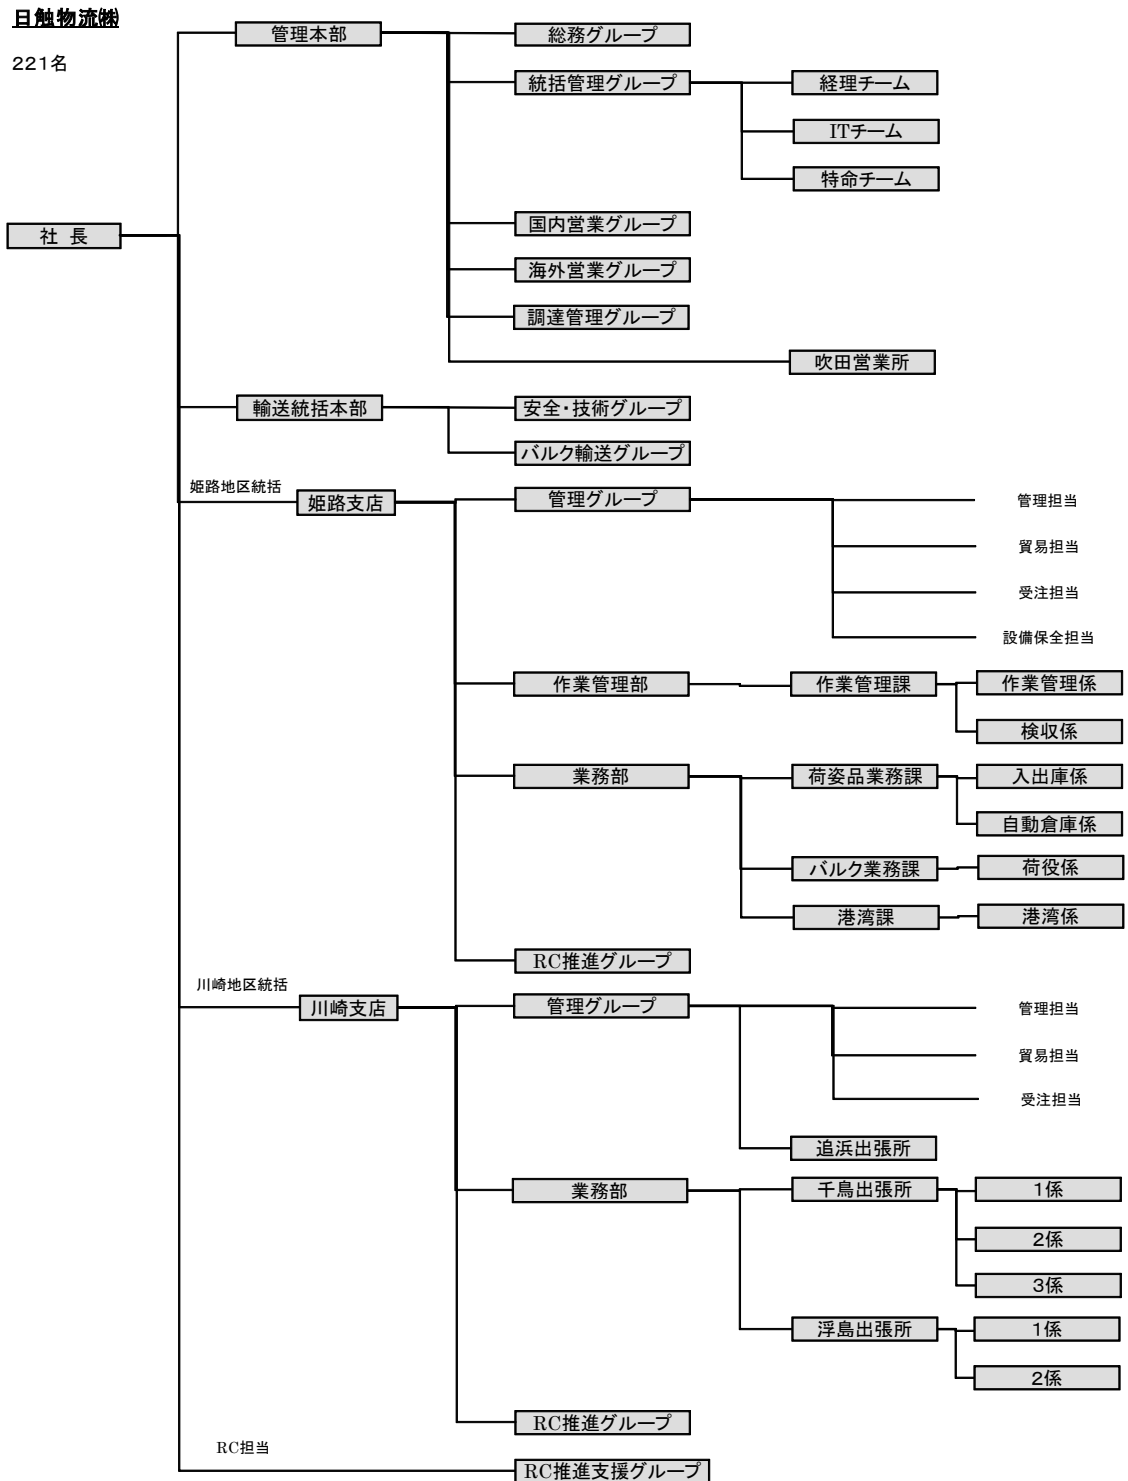 日触物流㈱
管理本部
総務グループ
221名
統括管理グループ
経理チーム
ITチーム
特命チーム
社 長
国内営業グループ
海外営業グループ
調達管理グループ
吹田営業所
輸送統括本部
安全・技術グループ
バルク輸送グループ
姫路地区統括
姫路支店
管理グループ
管理担当
貿易担当
受注担当
設備保全担当
作業管理部
作業管理課
作業管理係
検収係
業務部
荷姿品業務課
入出庫係
自動倉庫係
バルク業務課
荷役係
港湾課
港湾係
RC推進グループ
川崎地区統括
川崎支店
管理グループ
管理担当
貿易担当
受注担当
追浜出張所
業務部
千鳥出張所
1係
2係
3係
浮島出張所
1係
2係
RC推進グループ
RC担当
RC推進支援グループ